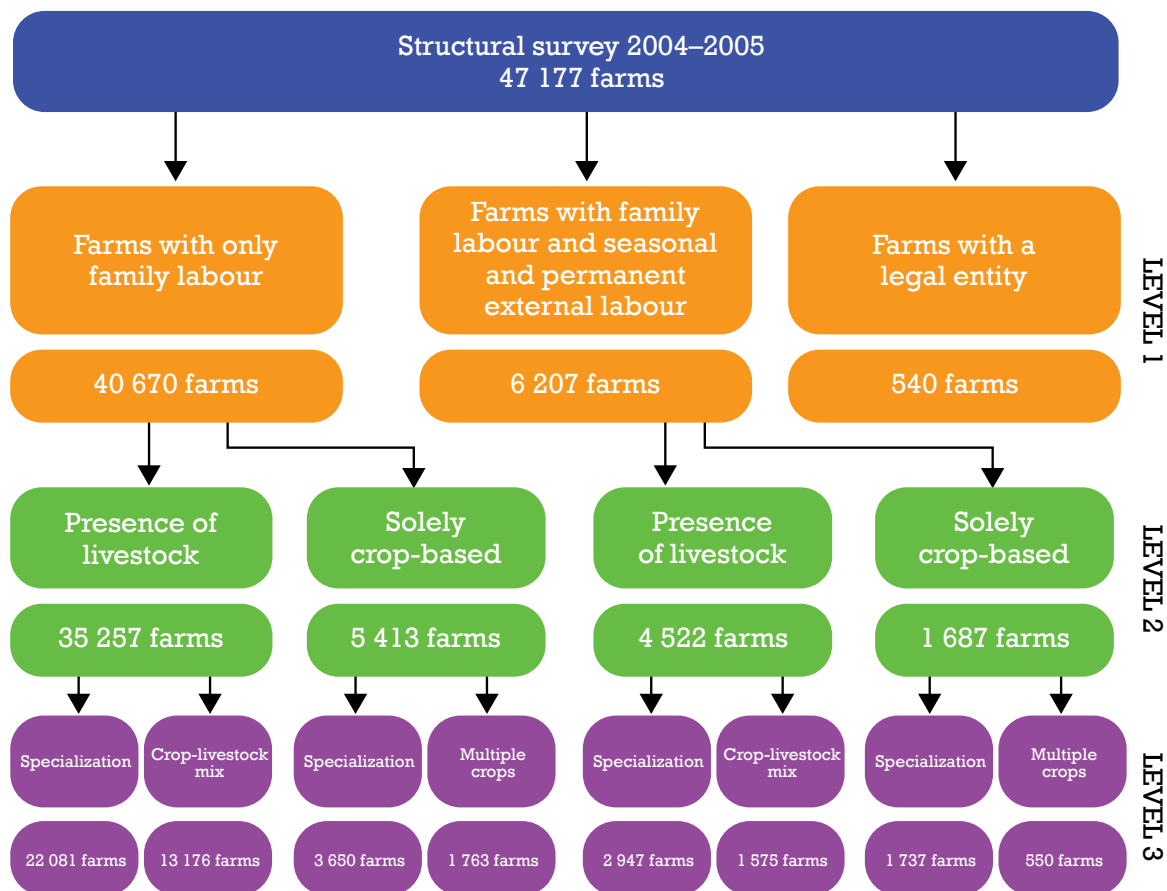 Structural survey 2004–2005
47 177 farms
Farms with only
family labour
Farms with family
labour and seasonal
and permanent
external labour
Farms with a
legal entity
LEVEL 1
40 670 farms
6 207 farms
540 farms
Presence of
livestock
Solely
crop-based
Presence
of livestock
Solely
crop-based
LEVEL 2
35 257 farms
5 413 farms
4 522 farms
1 687 farms
Specialization
Crop-livestock
mix
Specialization
Multiple
crops
Specialization
Crop-livestock
mix
Specialization
Multiple
crops
LEVEL 3
22 081 farms
13 176 farms
3 650 farms
1 763 farms
2 947 farms
1 575 farms
1 737 farms
550 farms